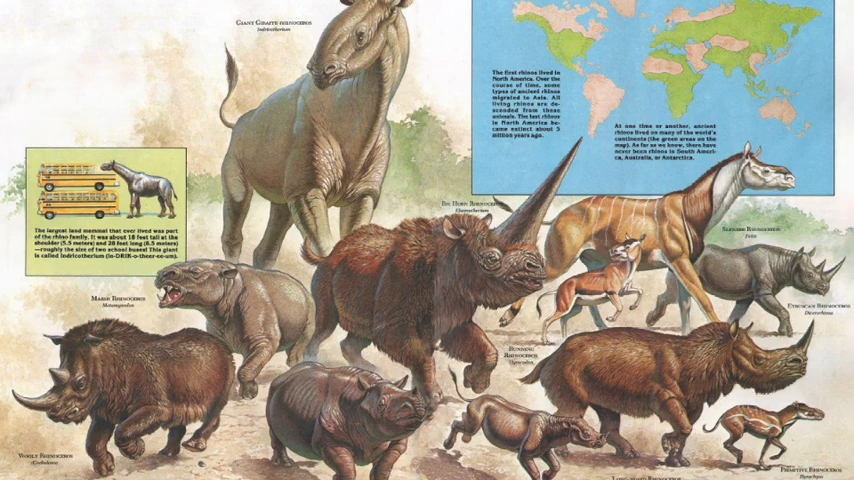 GIANT GIRAFFE RHINOCEROS
Indricotherium
The first rhinos lived in
North America. Over the
course of time, some
types of ancient rhinos
migrated to Asia. All
living rhinos are de-
scended from these
animals. The last rhinos
in North America be-
came extinct about 5
million years ago.
At one time or another, ancient
rhinos lived on many of the world's
continents (the green areas on the
map). As far as we know, there have
never been rhinos in South Ameri-
ca, Australia, or Antarctica.
The largest land mammal that ever lived was part
of the rhino family. It was about 18 feet tall at the
shoulder (5.5 meters) and 28 feet long (8.5 meters)
—roughly the size of two school buses! This giant
is called Indricotherium (in-DRIK-o-theer-ee-um).
BIG HORN RHINOCEROS
Elasmotherium
SLENDER RHINOCEROS
MARSH RHINOCEROS
Metamynodon
ETRUSCAN RHINOCEROS
Dicerorhinus
RUNNING
RHINOCEROS
Hyracodon
WOOLY RHINOCEROS
Coelodonta
PRIMITIVE RHINOCEROS
Hyrachyus